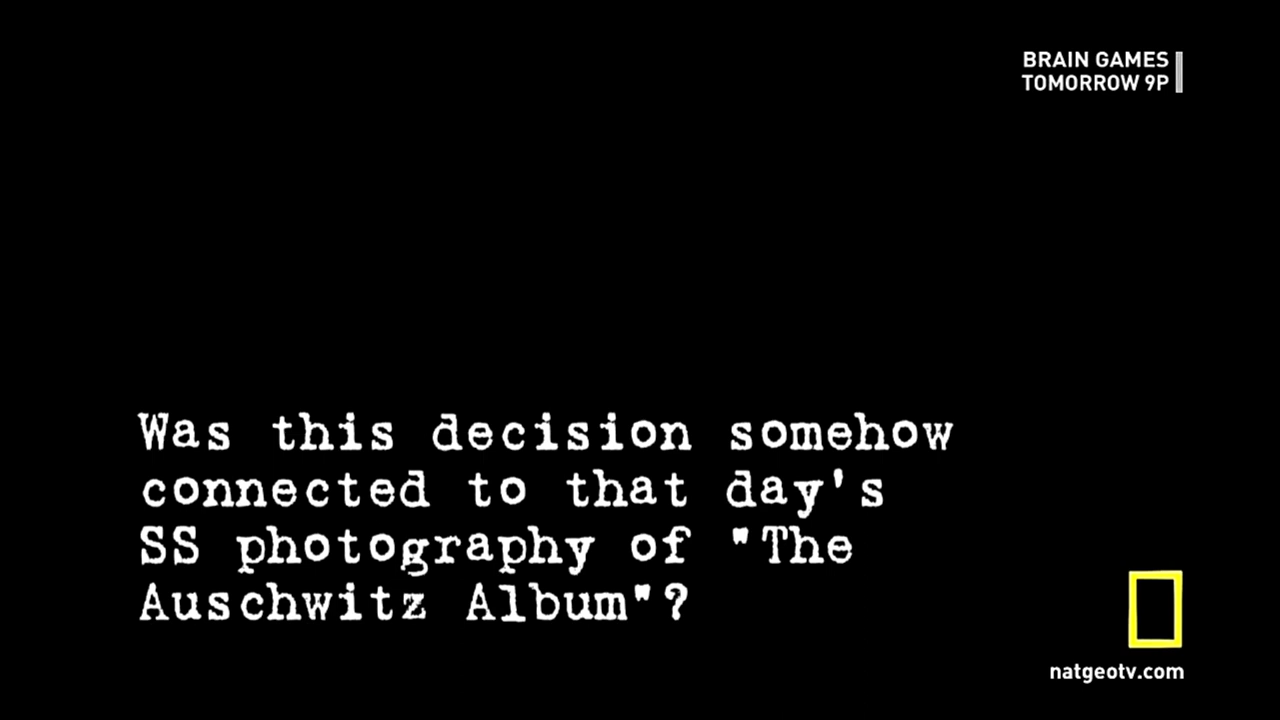 BRAIN GAMES
TOMORROW 9P
Was this decision somehow
connected to that day's
SS photography of "The
Auschwitz Album"?
natgeotv.com